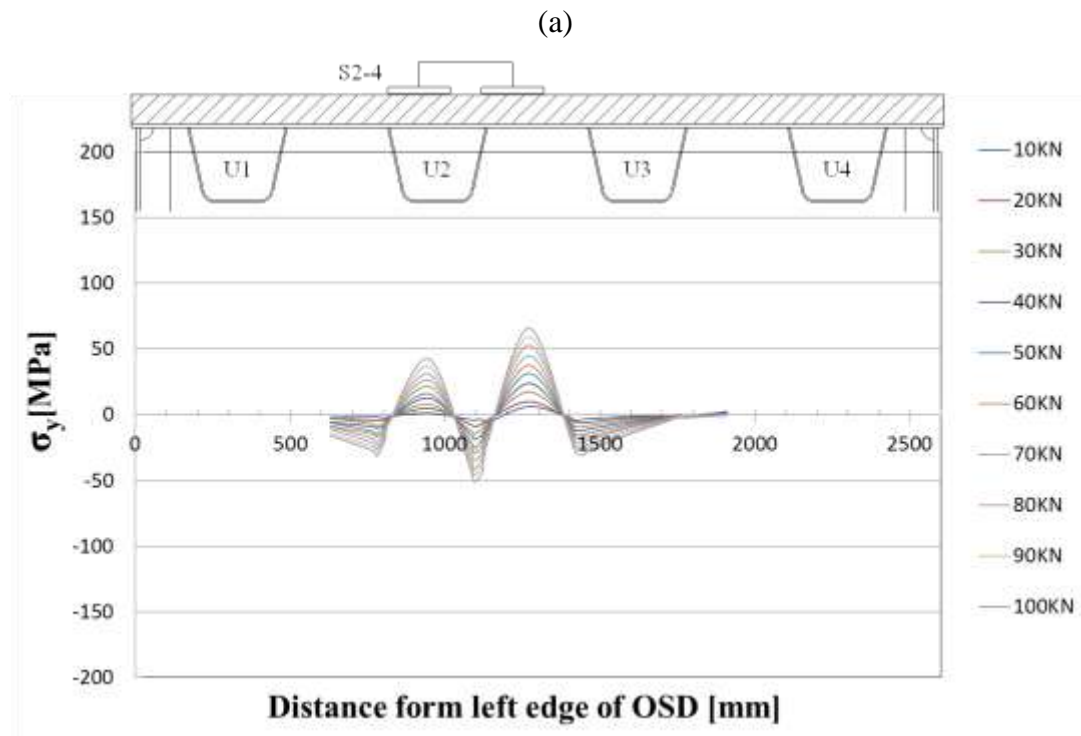 (a)
S2-4
U1 U2 U3 U4
200
150
100
50
0
-50
-100
-150
-200
0 500 1000 1500 2000 2500
σy[MPa]
Distance form left edge of OSD [mm]
10KN
20KN
30KN
40KN
50KN
60KN
70KN
80KN
90KN
100KN